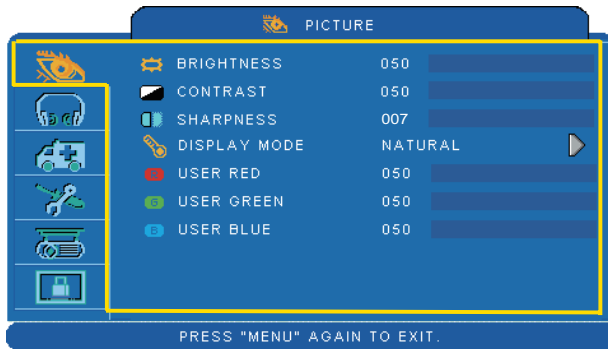 PICTURE
BRIGHTNESS 050
CONTRAST 050
SHARPNESS 007
DISPLAY MODE NATURAL
R USER RED 050
G USER GREEN 050
B USER BLUE 050
PRESS "MENU" AGAIN TO EXIT.